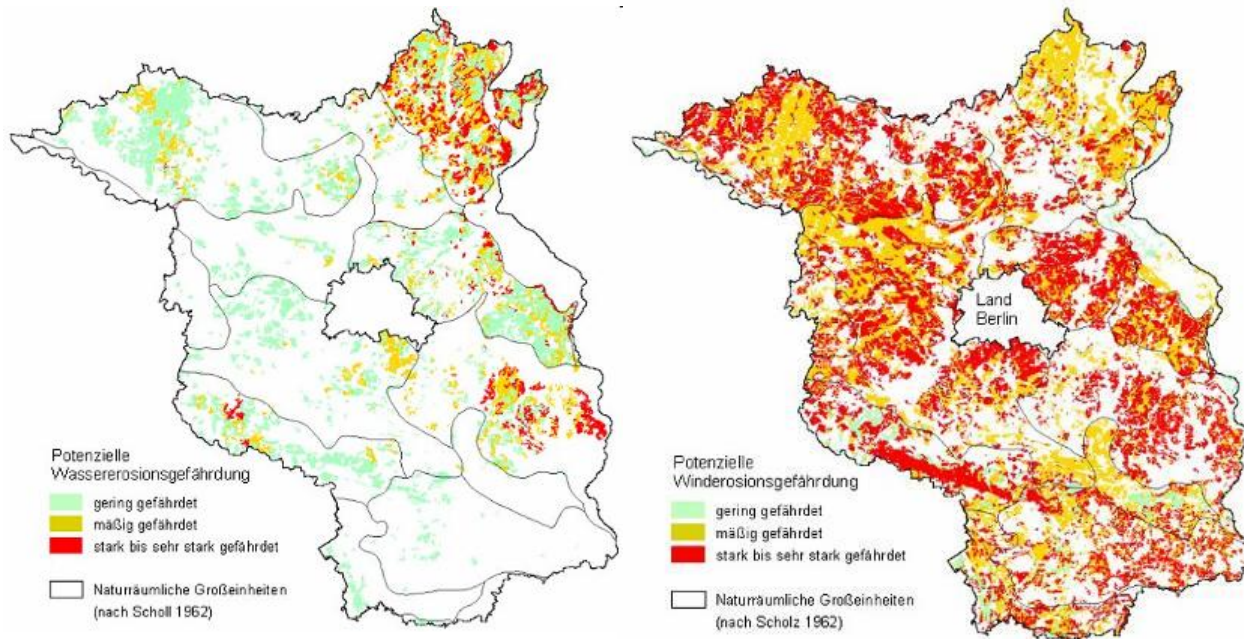 Potenzielle
Wassererosionsgefährdung
gering gefährdet
mäßig gefährdet
stark bis sehr stark gefährdet
Naturräumliche Großeinheiten
(nach Scholl 1962)
Land
Berlin
Potenzielle
Winderosionsgefährdung
gering gefährdet
mäßig gefährdet
stark bis sehr stark gefährdet
Naturräumliche Großeinheiten
(nach Scholz 1962)